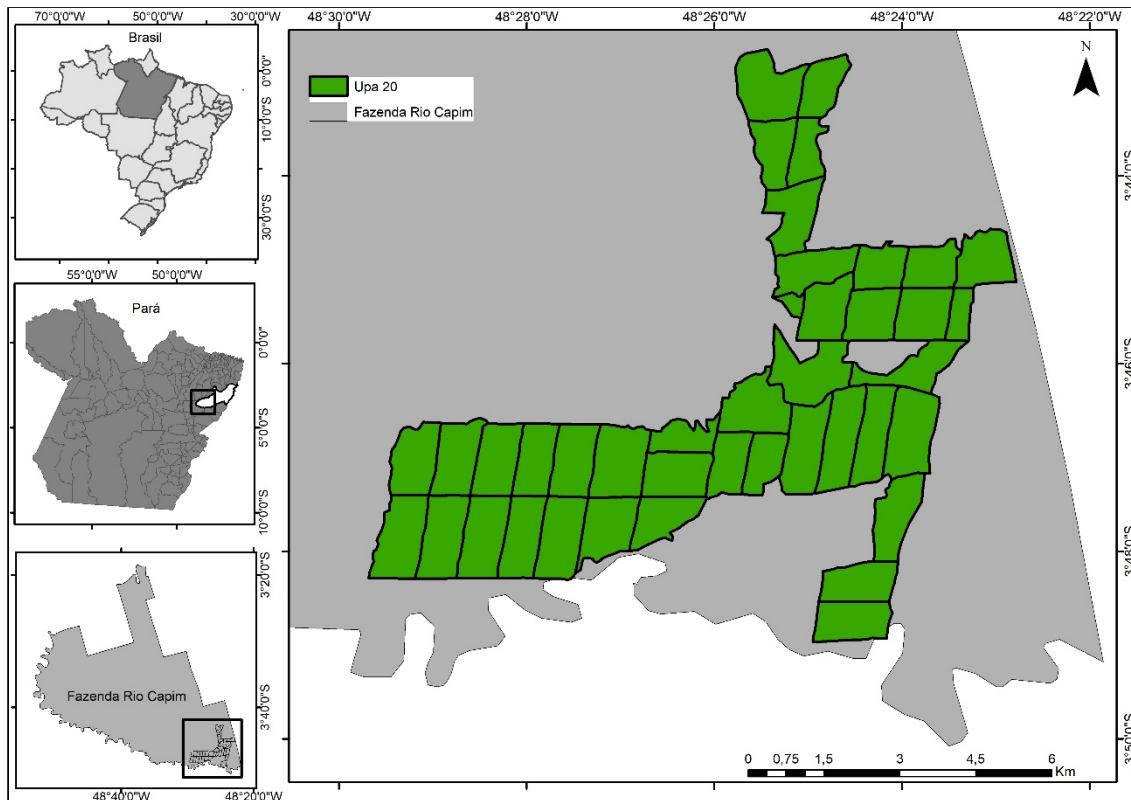 70°0'0"W 50°0'0"W 30°0'0"W
Brasil
0°0'0"
10°0'0"S
20°0'0"S
30°0'0"S
55°0'0"W 50°0'0"W
Pará
0°0'0"
5°0'0"S
10°0'0"S
3°20'0"S
3°40'0"S
Fazenda Rio Capim
48°40'0"W 48°20'0"W
48°30'0"W 48°28'0"W 48°26'0"W 48°24'0"W 48°22'0"W
N
Upa 20
Fazenda Rio Capim
3°44'0"S
3°46'0"S
3°48'0"S
3°50'0"S
0 0,75 1,5 3 4,5 6
Km